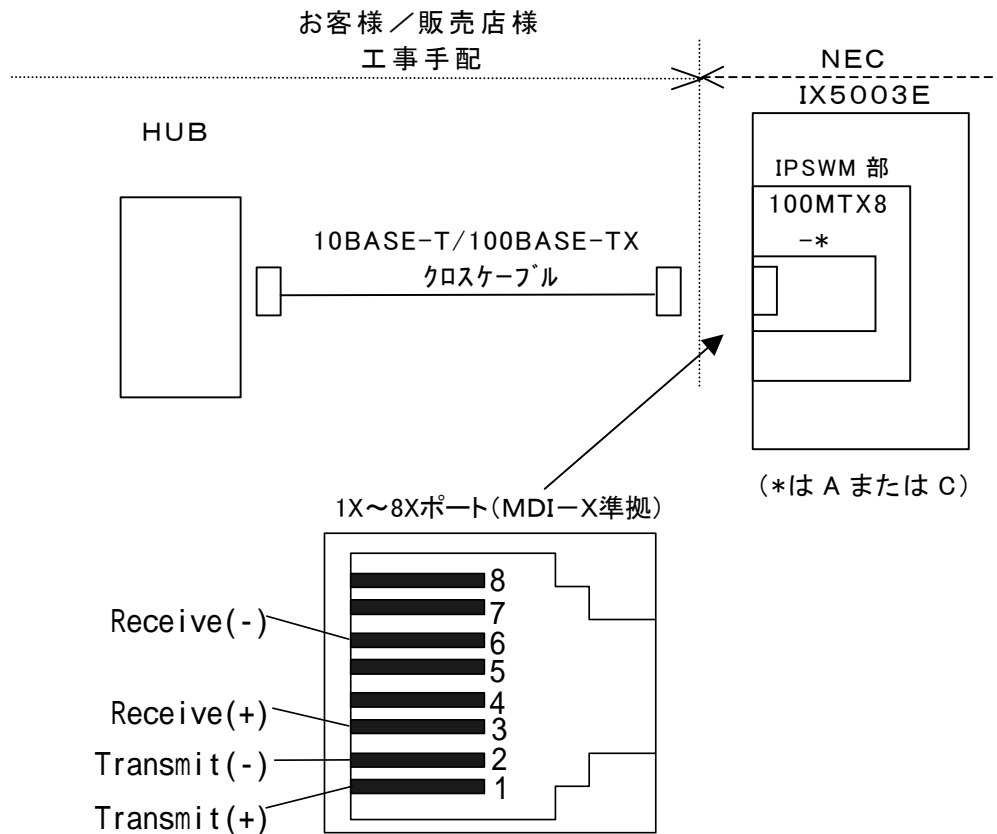 お客様／販売店様
工事手配
NEC
IX5003E
HUB
IPSWM 部
100MTX8
-*
10BASE-T/100BASE-TX
クロスケーブル
(*は A または C)
1X～8Xポート(MDI－X準拠)
8
7
Receive(-)
6
5
4
Receive(+)
3
Transmit(-)
2
1
Transmit(+)